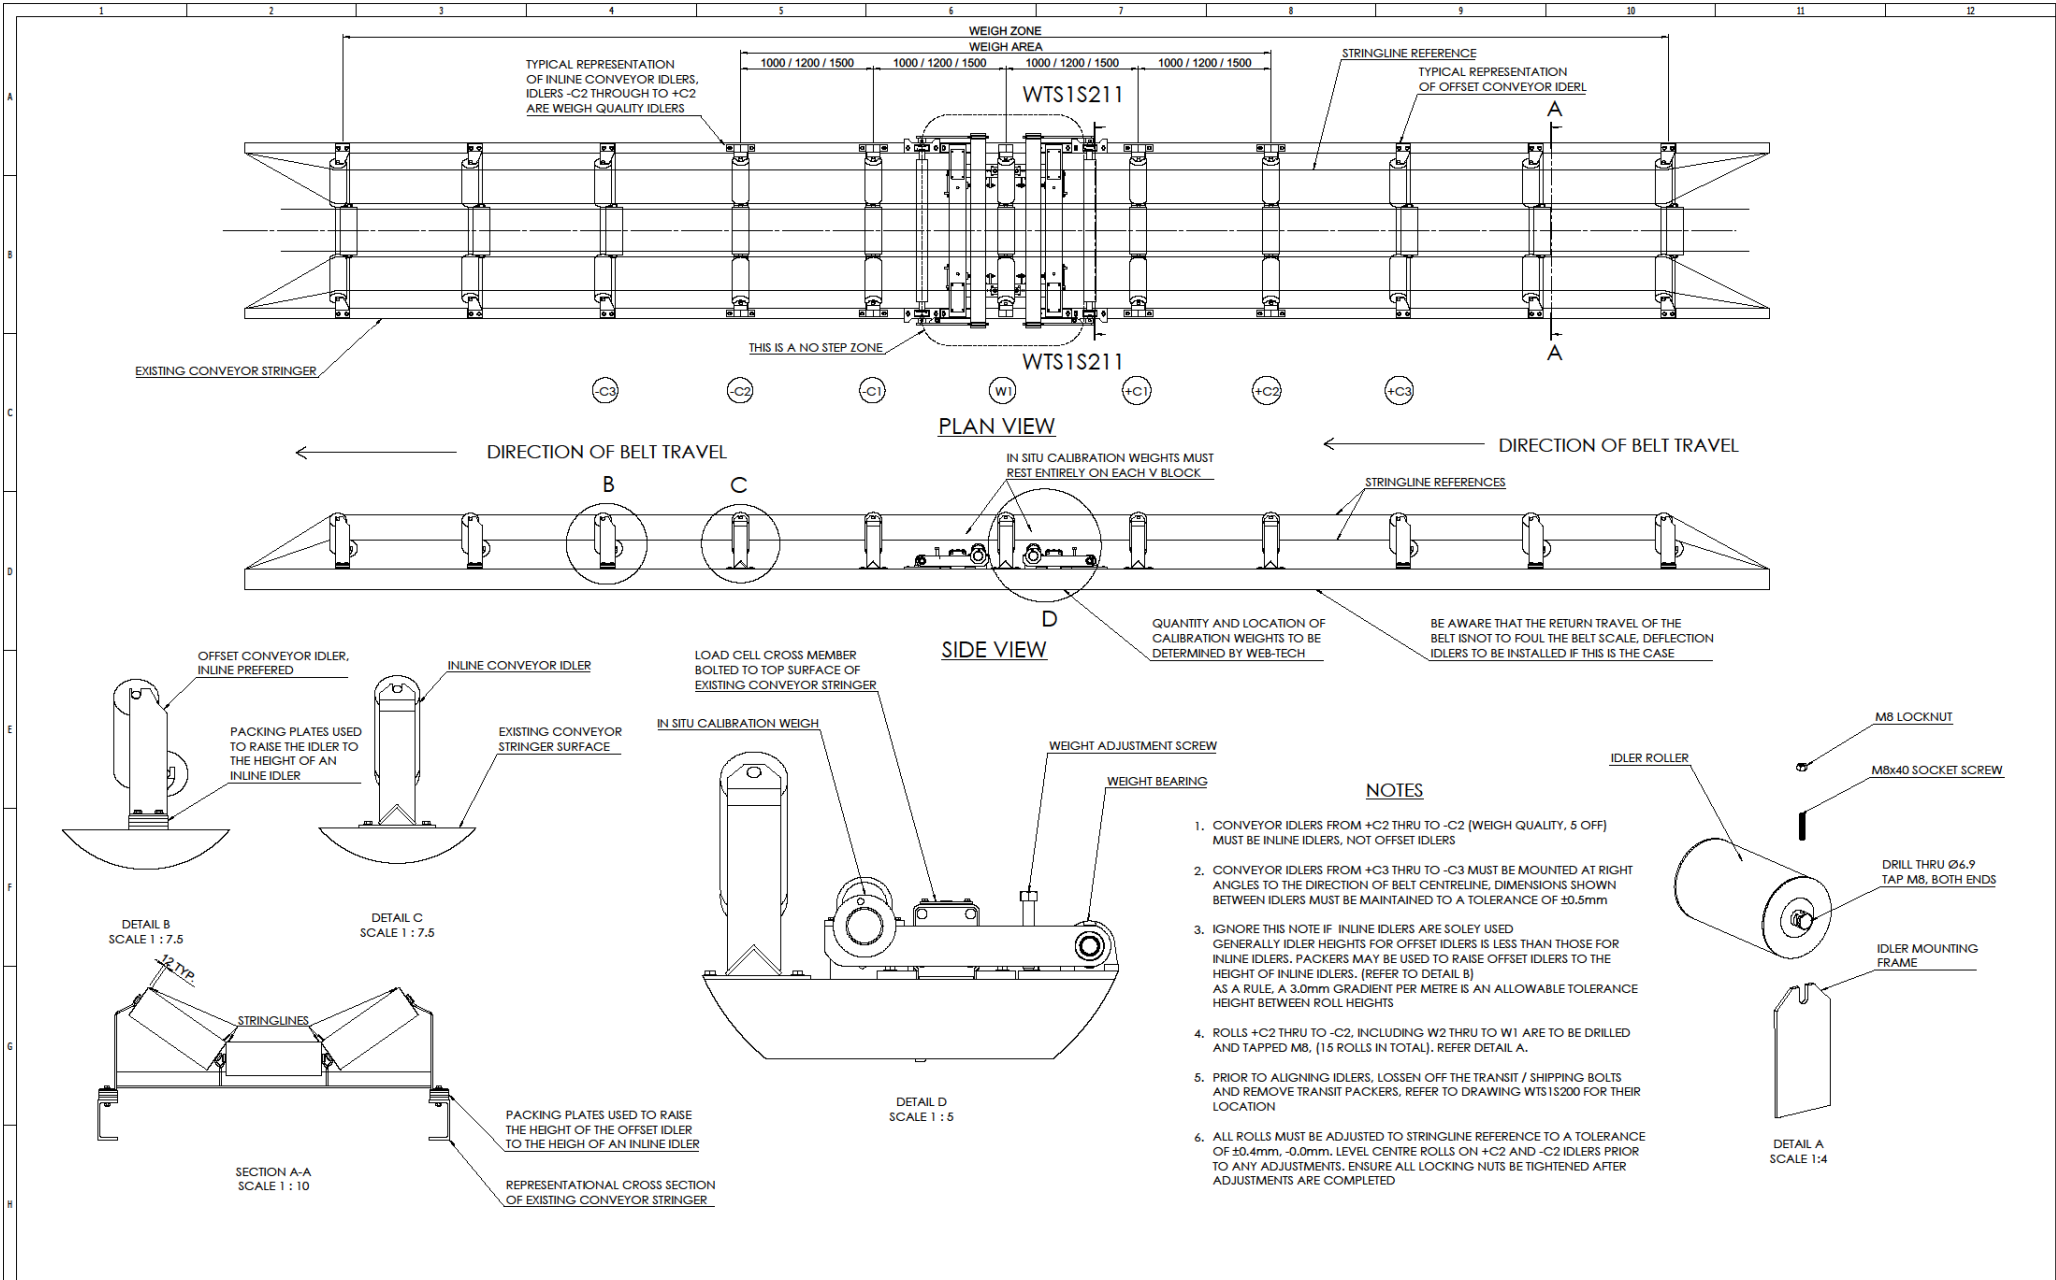 1 2 3 4 5 6 7 8 9 10 11 12
A
B
C
D
E
F
G
H
WEIGH ZONE
WEIGH AREA
1000 / 1200 / 1500
1000 / 1200 / 1500
1000 / 1200 / 1500
1000 / 1200 / 1500
TYPICAL REPRESENTATION
OF INLINE CONVEYOR IDLERS,
IDLERS -C2 THROUGH TO +C2
ARE WEIGH QUALITY IDLERS
WTS1S211
STRINGLINE REFERENCE
TYPICAL REPRESENTATION
OF OFFSET CONVEYOR IDERL
A
A
THIS IS A NO STEP ZONE
WTS1S211
EXISTING CONVEYOR STRINGER
-C3
-C2
-C1
W1
+C1
+C2
+C3
PLAN VIEW
DIRECTION OF BELT TRAVEL
DIRECTION OF BELT TRAVEL
IN SITU CALIBRATION WEIGHTS MUST
REST ENTIRELY ON EACH V BLOCK
STRINGLINE REFERENCES
B
C
D
SIDE VIEW
QUANTITY AND LOCATION OF
CALIBRATION WEIGHTS TO BE
DETERMINED BY WEB-TECH
BE AWARE THAT THE RETURN TRAVEL OF THE
BELT ISNOT TO FOUL THE BELT SCALE, DEFLECTION
IDLERS TO BE INSTALLED IF THIS IS THE CASE
OFFSET CONVEYOR IDLER,
INLINE PREFERED
INLINE CONVEYOR IDLER
PACKING PLATES USED
TO RAISE THE IDLER TO
THE HEIGHT OF AN
INLINE IDLER
EXISTING CONVEYOR
STRINGER SURFACE
DETAIL B
SCALE 1 : 7.5
DETAIL C
SCALE 1 : 7.5
LOAD CELL CROSS MEMBER
BOLTED TO TOP SURFACE OF
EXISTING CONVEYOR STRINGER
IN SITU CALIBRATION WEIGH
WEIGHT ADJUSTMENT SCREW
WEIGHT BEARING
DETAIL D
SCALE 1 : 5
12 TYP.
STRINGLINES
PACKING PLATES USED TO RAISE
THE HEIGHT OF THE OFFSET IDLER
TO THE HEIGH OF AN INLINE IDLER
SECTION A-A
SCALE 1 : 10
REPRESENTATIONAL CROSS SECTION
OF EXISTING CONVEYOR STRINGER
NOTES
1. CONVEYOR IDLERS FROM +C2 THRU TO -C2 (WEIGH QUALITY, 5 OFF)
MUST BE INLINE IDLERS, NOT OFFSET IDLERS
2. CONVEYOR IDLERS FROM +C3 THRU TO -C3 MUST BE MOUNTED AT RIGHT
ANGLES TO THE DIRECTION OF BELT CENTRELINE, DIMENSIONS SHOWN
BETWEEN IDLERS MUST BE MAINTAINED TO A TOLERANCE OF ±0.5mm
3. IGNORE THIS NOTE IF INLINE IDLERS ARE SOLEY USED
GENERALLY IDLER HEIGHTS FOR OFFSET IDLERS IS LESS THAN THOSE FOR
INLINE IDLERS. PACKERS MAY BE USED TO RAISE OFFSET IDLERS TO THE
HEIGHT OF INLINE IDLERS. (REFER TO DETAIL B)
AS A RULE, A 3.0mm GRADIENT PER METRE IS AN ALLOWABLE TOLERANCE
HEIGHT BETWEEN ROLL HEIGHTS
4. ROLLS +C2 THRU TO -C2, INCLUDING W2 THRU TO W1 ARE TO BE DRILLED
AND TAPPED M8, (15 ROLLS IN TOTAL). REFER DETAIL A.
5. PRIOR TO ALIGNING IDLERS, LOSSEN OFF THE TRANSIT / SHIPPING BOLTS
AND REMOVE TRANSIT PACKERS, REFER TO DRAWING WTS1S200 FOR THEIR
LOCATION
6. ALL ROLLS MUST BE ADJUSTED TO STRINGLINE REFERENCE TO A TOLERANCE
OF ±0.4mm, -0.0mm. LEVEL CENTRE ROLLS ON +C2 AND -C2 IDLERS PRIOR
TO ANY ADJUSTMENTS. ENSURE ALL LOCKING NUTS BE TIGHTENED AFTER
ADJUSTMENTS ARE COMPLETED
M8 LOCKNUT
IDLER ROLLER
M8x40 SOCKET SCREW
DRILL THRU Ø6.9
TAP M8, BOTH ENDS
IDLER MOUNTING
FRAME
DETAIL A
SCALE 1:4